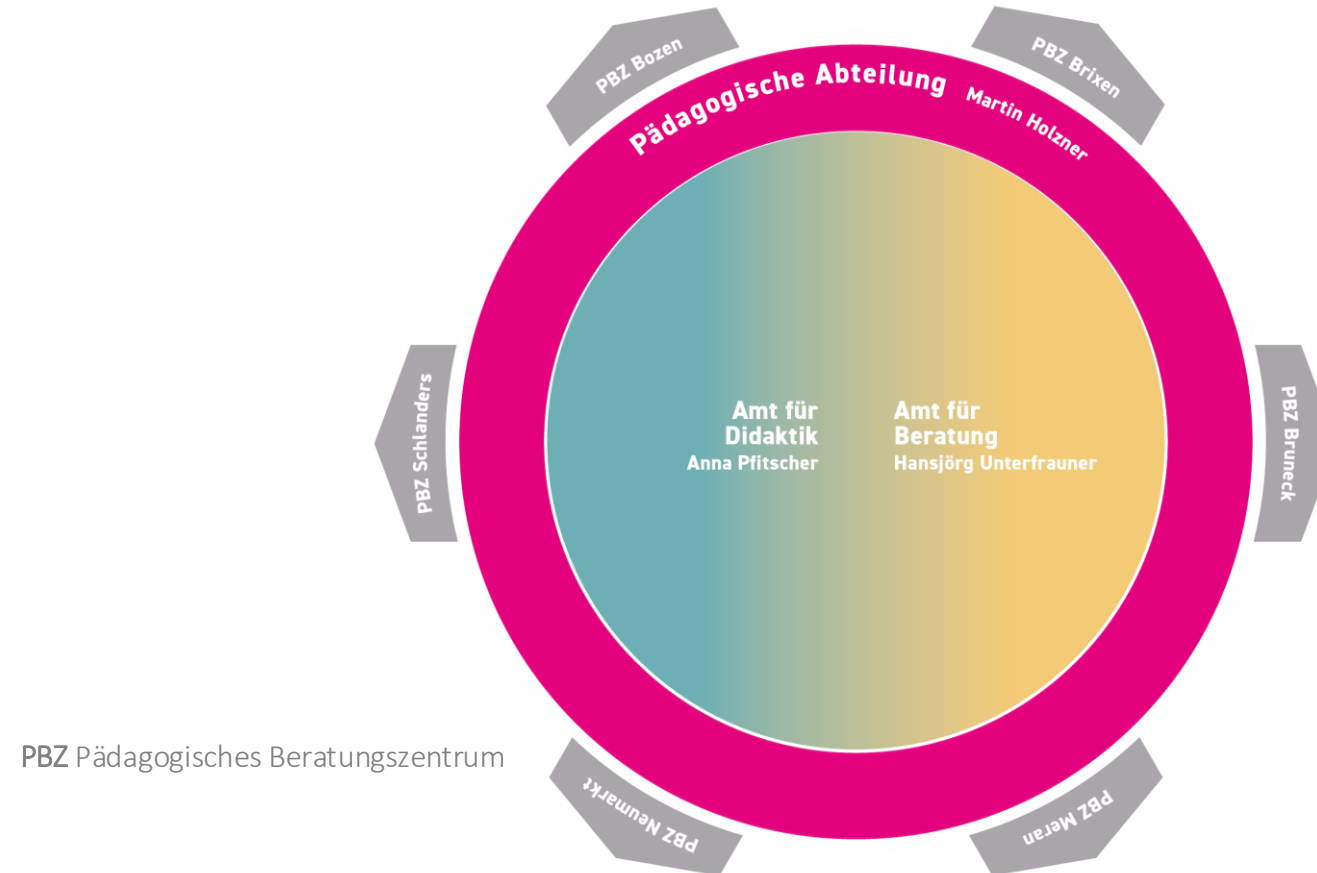 PBZ Bozen
PBZ Brixen
Pädagogische Abteilung Martin Holzner
PBZ Schlanders
Amt für
Didaktik
Anna Pfitscher
Amt für
Beratung
Hansjörg Unterfrauner
PBZ Bruneck
PBZ Pädagogisches Beratungszentrum
PBZ Neumarkt
PBZ Meran